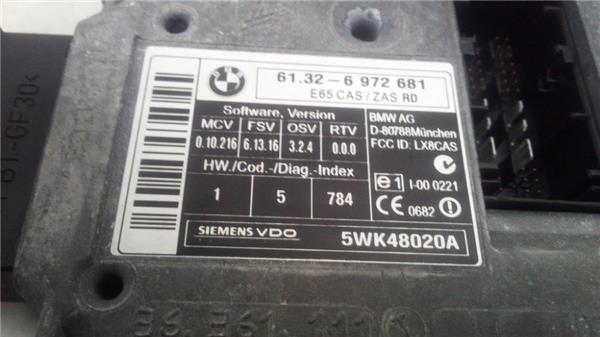 61.32-6 972 681
E65 CAS / ZAS RD
Software, Version
MCV FSV OSV RTV
0.10.216 6.13.16 3.2.4 0.0.0
HW./Cod.-/Diag.-Index
1 5 784
BMW AG
D-80788München
FCC ID: LX8CAS
e1 I-00 0221
CE 0682
SIEMENS VDO 5WK48020A
PBT-GF30<